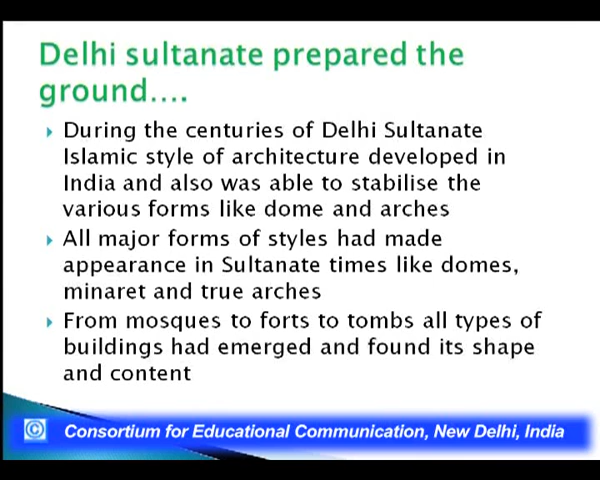 Delhi sultanate prepared the
ground….
During the centuries of Delhi Sultanate
Islamic style of architecture developed in
India and also was able to stabilise the
various forms like dome and arches
All major forms of styles had made
appearance in Sultanate times like domes,
minaret and true arches
From mosques to forts to tombs all types of
buildings had emerged and found its shape
and content
© Consortium for Educational Communication, New Delhi, India